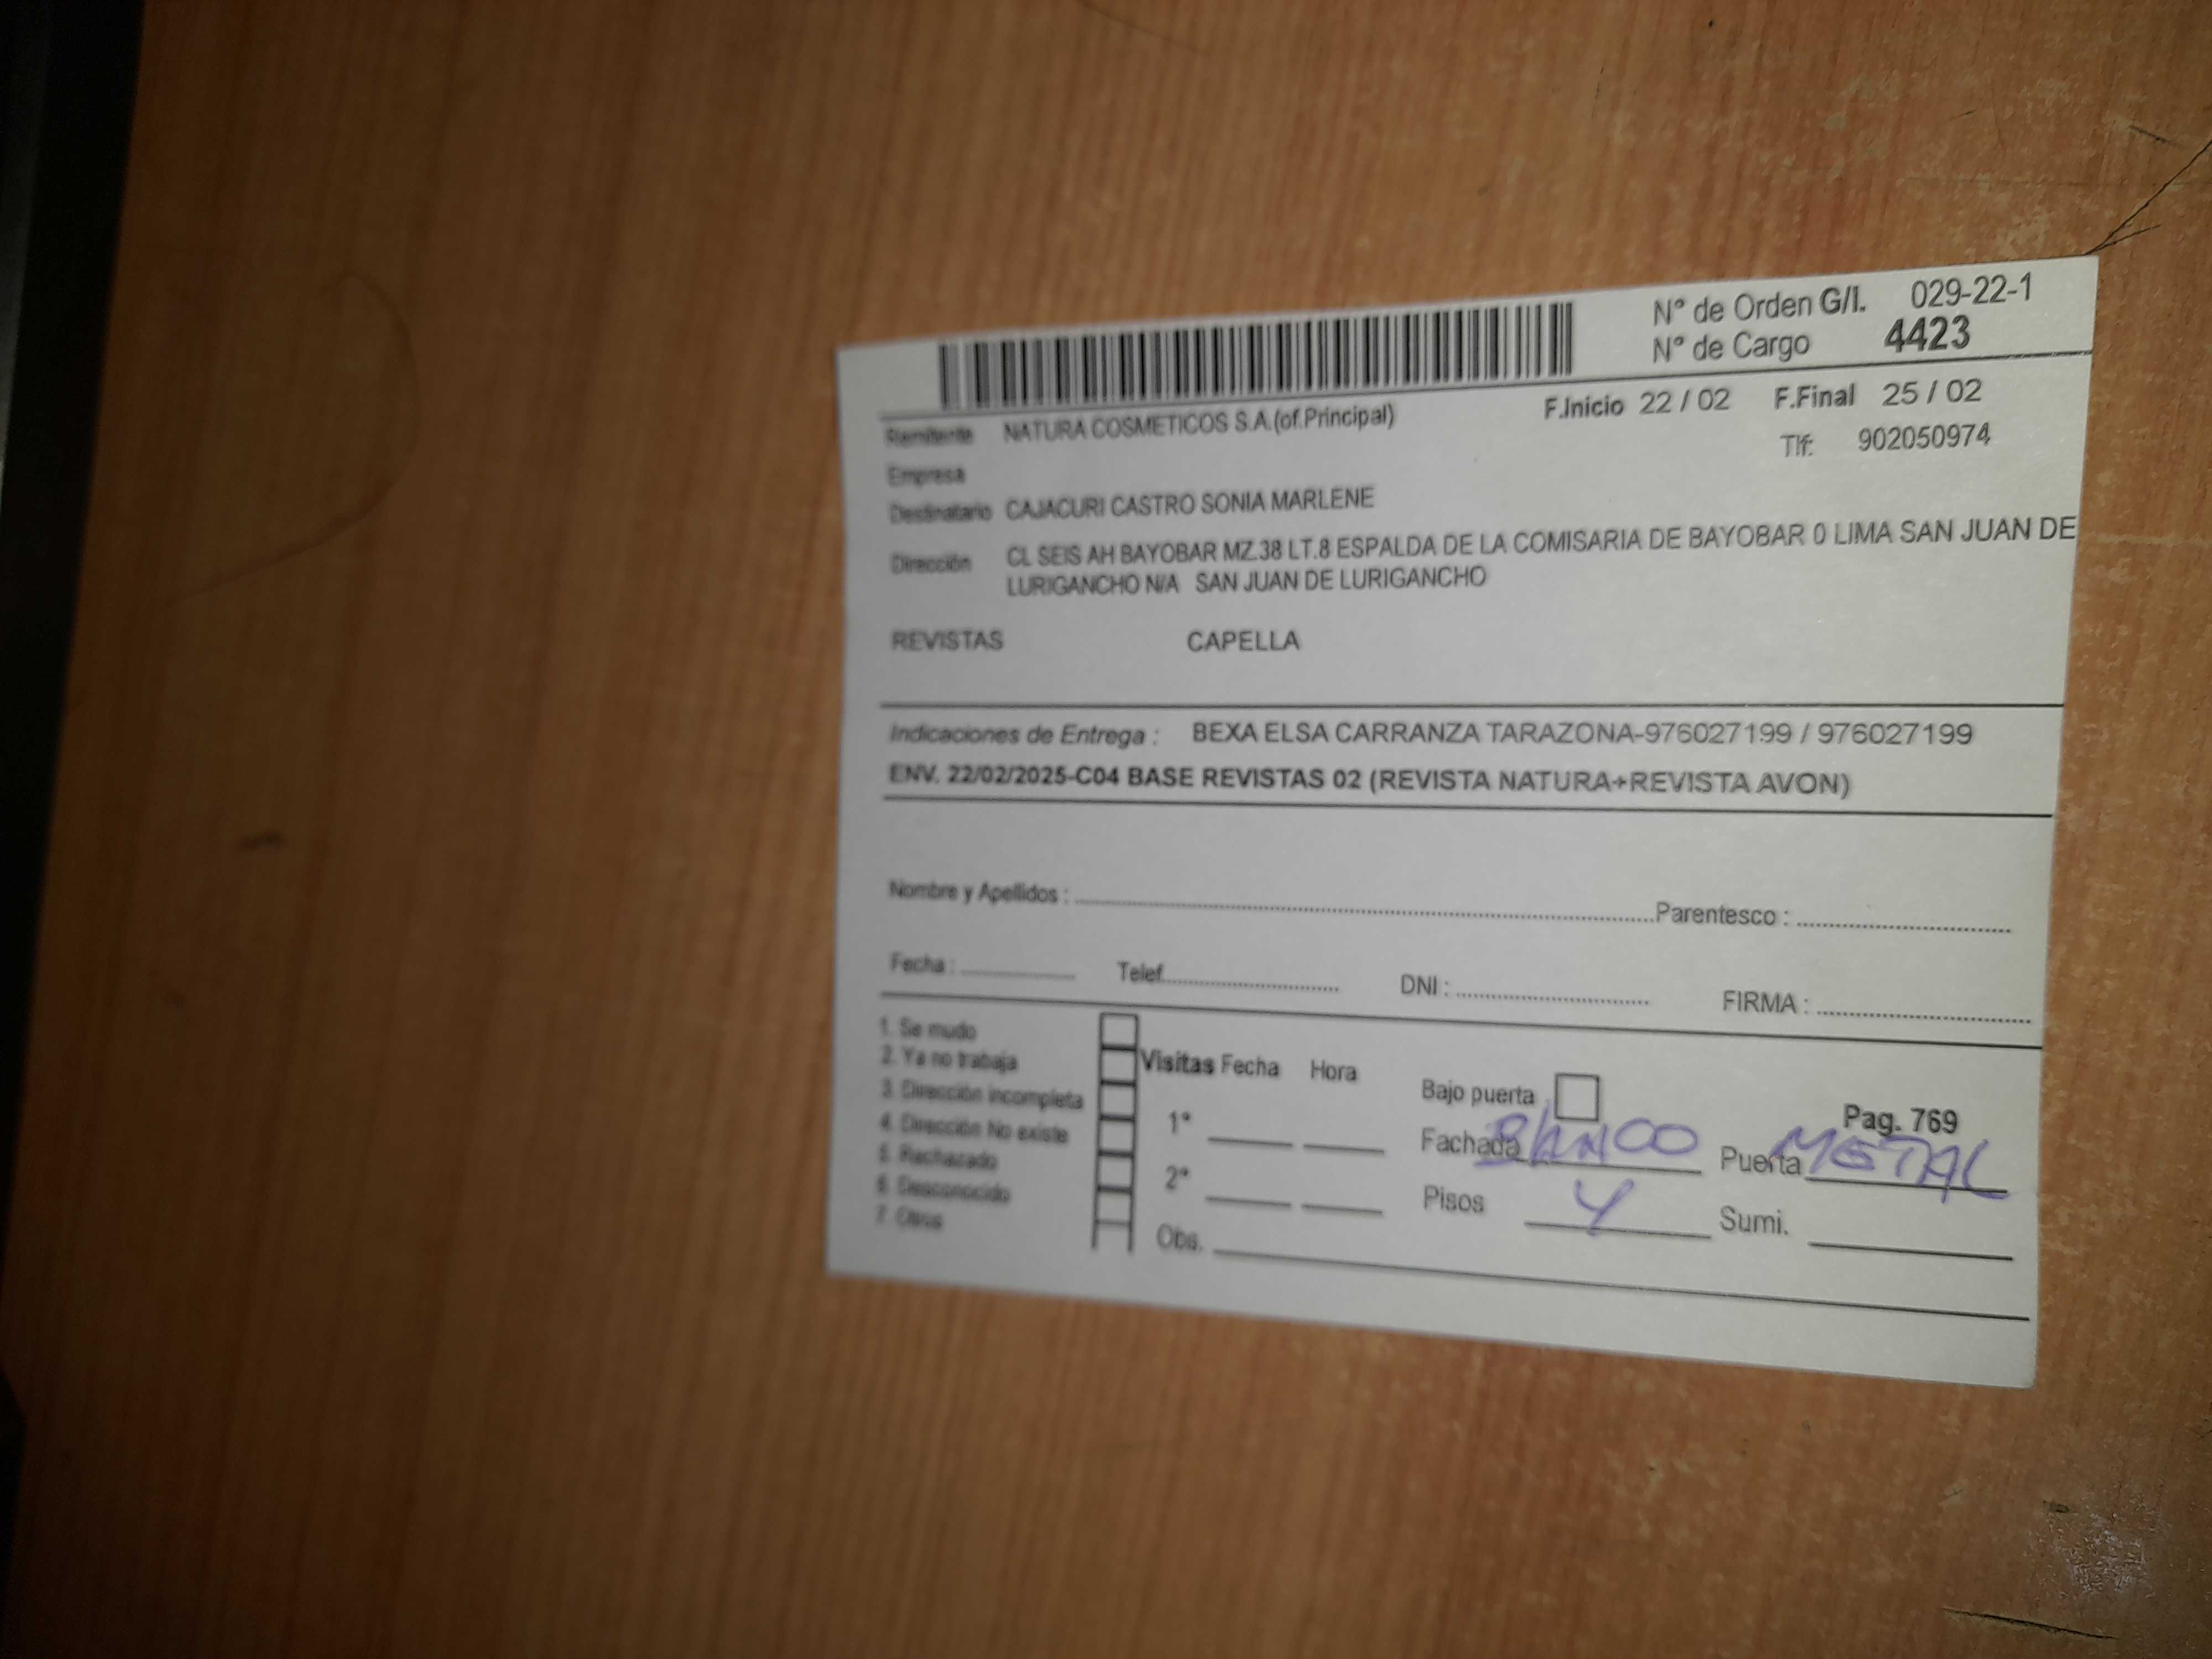 N° de Orden G/I. 029-22-1
N° de Cargo 4423
F.Inicio 22 / 02 F.Final 25 / 02
Remitente NATURA COSMETICOS S.A.(of.Principal)
Tlf: 902050974
Empresa
Destinatario CAJACURI CASTRO SONIA MARLENE
Dirección CL SEIS AH BAYOBAR MZ.38 LT.8 ESPALDA DE LA COMISARIA DE BAYOBAR 0 LIMA SAN JUAN DE
LURIGANCHO N/A SAN JUAN DE LURIGANCHO
REVISTAS CAPELLA
Indicaciones de Entrega : BEXA ELSA CARRANZA TARAZONA-976027199 / 976027199
ENV. 22/02/2025-C04 BASE REVISTAS 02 (REVISTA NATURA+REVISTA AVON)
Nombre y Apellidos : Parentesco :
Fecha : Telef. DNI : FIRMA :
1. Se mudo
2. Ya no trabaja
3. Dirección incompleta
4. Dirección No existe
5. Rechazado
6. Desconocido
7. Otros
Visitas Fecha Hora
1°
2°
Obs.
Bajo puerta
Pag. 769
Fachada BLANCO Puerta METAL
Pisos 4 Sumi.